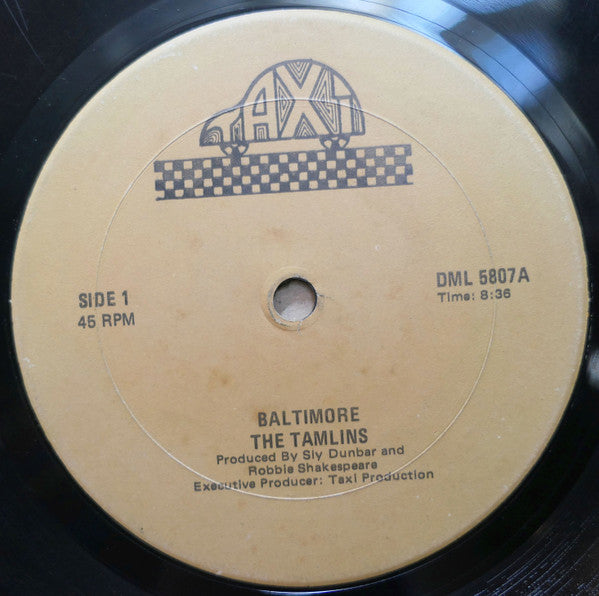 TAXi
SIDE 1
45 RPM
DML 5807A
Time: 8:36
BALTIMORE
THE TAMLINS
Produced By Sly Dunbar and
Robbie Shakespeare
Executive Producer: Taxi Production